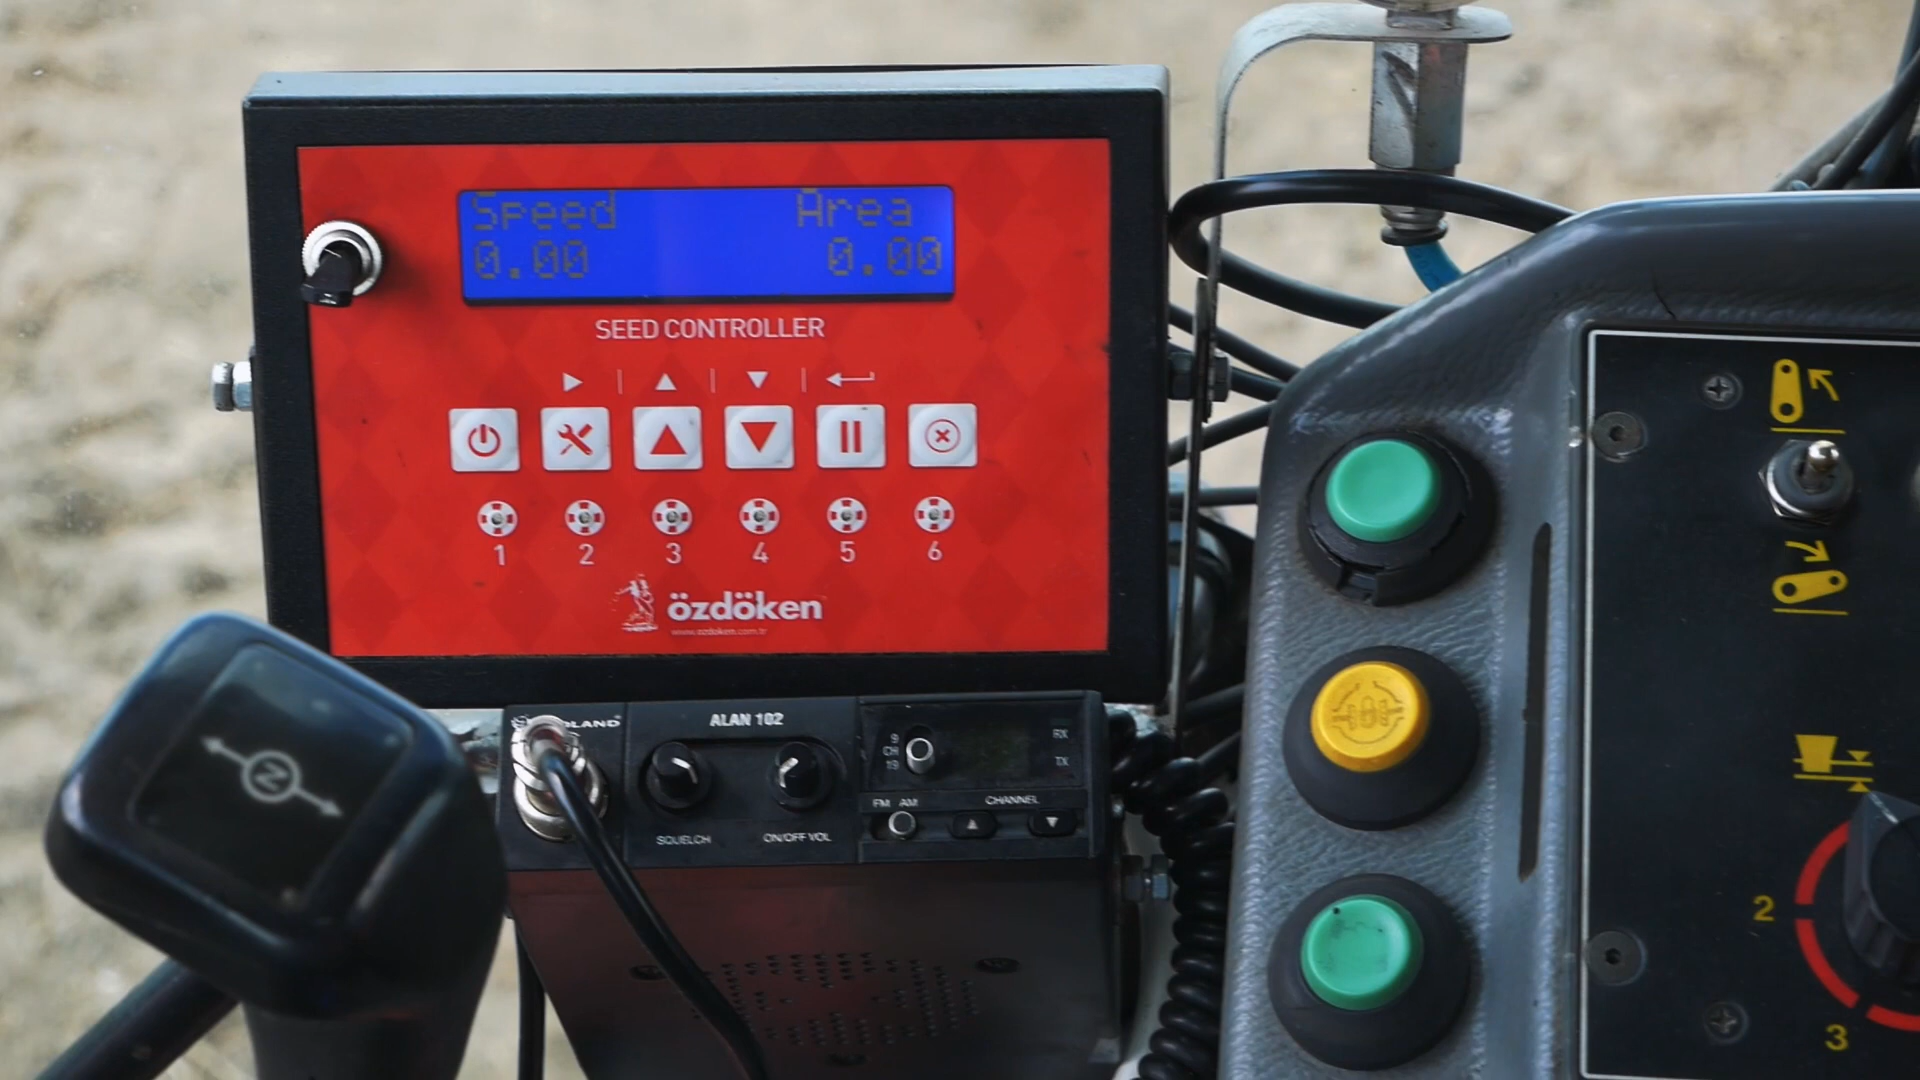 Speed Area
0.00 0.00
SEED CONTROLLER
1 2 3 4 5 6
özdöken
www.ozdoken.com.tr
ALAN 102
SQUELCH
ON/OFF VOL
9
CH
19
RX
TX
FM AM
CHANNEL
N
2
3